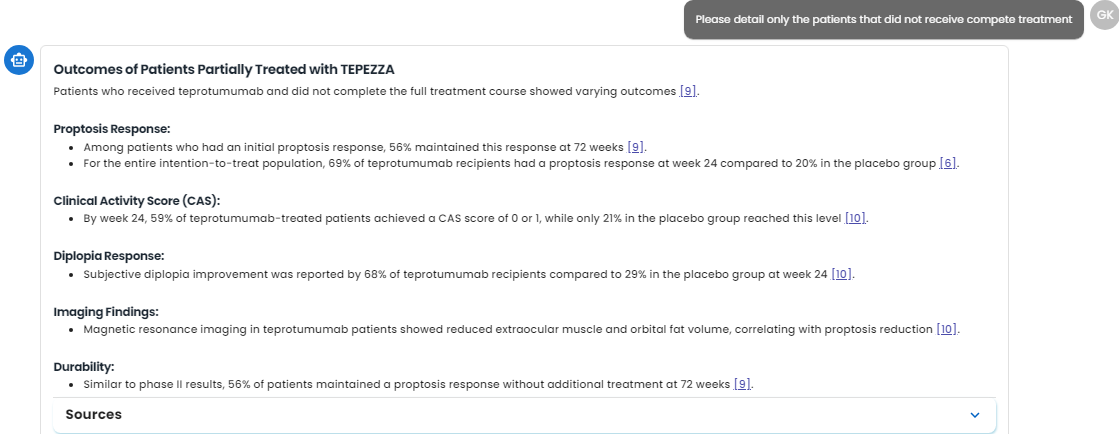 Please detail only the patients that did not receive compete treatment
GK
Outcomes of Patients Partially Treated with TEPEZZA
Patients who received teprotumumab and did not complete the full treatment course showed varying outcomes [9].
Proptosis Response:
• Among patients who had an initial proptosis response, 56% maintained this response at 72 weeks [9].
• For the entire intention-to-treat population, 69% of teprotumumab recipients had a proptosis response at week 24 compared to 20% in the placebo group [6].
Clinical Activity Score (CAS):
• By week 24, 59% of teprotumumab-treated patients achieved a CAS score of 0 or 1, while only 21% in the placebo group reached this level [10].
Diplopia Response:
• Subjective diplopia improvement was reported by 68% of teprotumumab recipients compared to 29% in the placebo group at week 24 [10].
Imaging Findings:
• Magnetic resonance imaging in teprotumumab patients showed reduced extraocular muscle and orbital fat volume, correlating with proptosis reduction [10].
Durability:
• Similar to phase II results, 56% of patients maintained a proptosis response without additional treatment at 72 weeks [9].
Sources